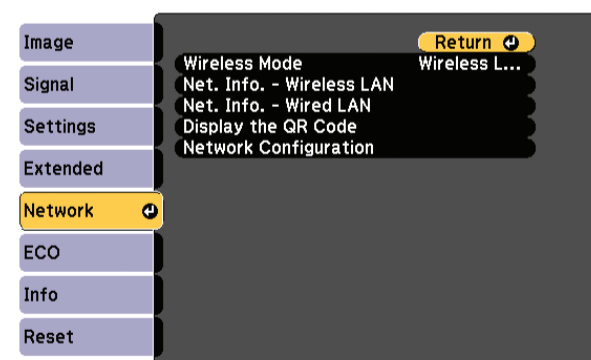 Image
Signal
Settings
Extended
Network
ECO
Info
Reset
Return
Wireless Mode Wireless L...
Net. Info. - Wireless LAN
Net. Info. - Wired LAN
Display the QR Code
Network Configuration